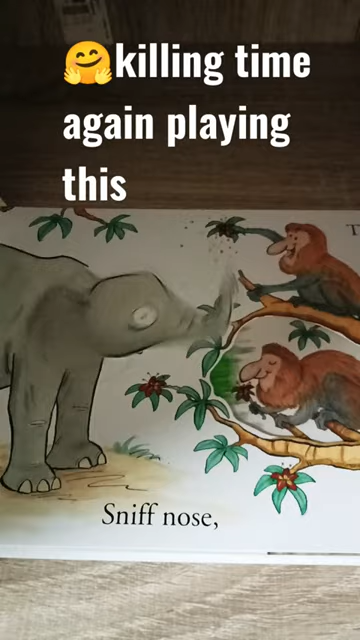 🤗killing time
again playing
this
T
Sniff nose,